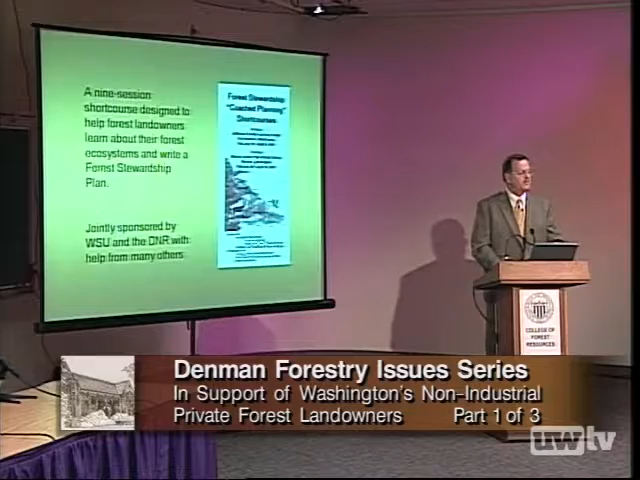 A nine-session
shortcourse designed to
help forest landowners
learn about their forest
ecosystems and write a
Forest Stewardship
Plan.
Jointly sponsored by
WSU and the DNR with
help from many others
Forest Stewardship
"Coached Planning"
Shortcourses
COLLEGE OF
FOREST
RESOURCES
Denman Forestry Issues Series
In Support of Washington's Non-Industrial
Private Forest Landowners Part 1 of 3
uwtv